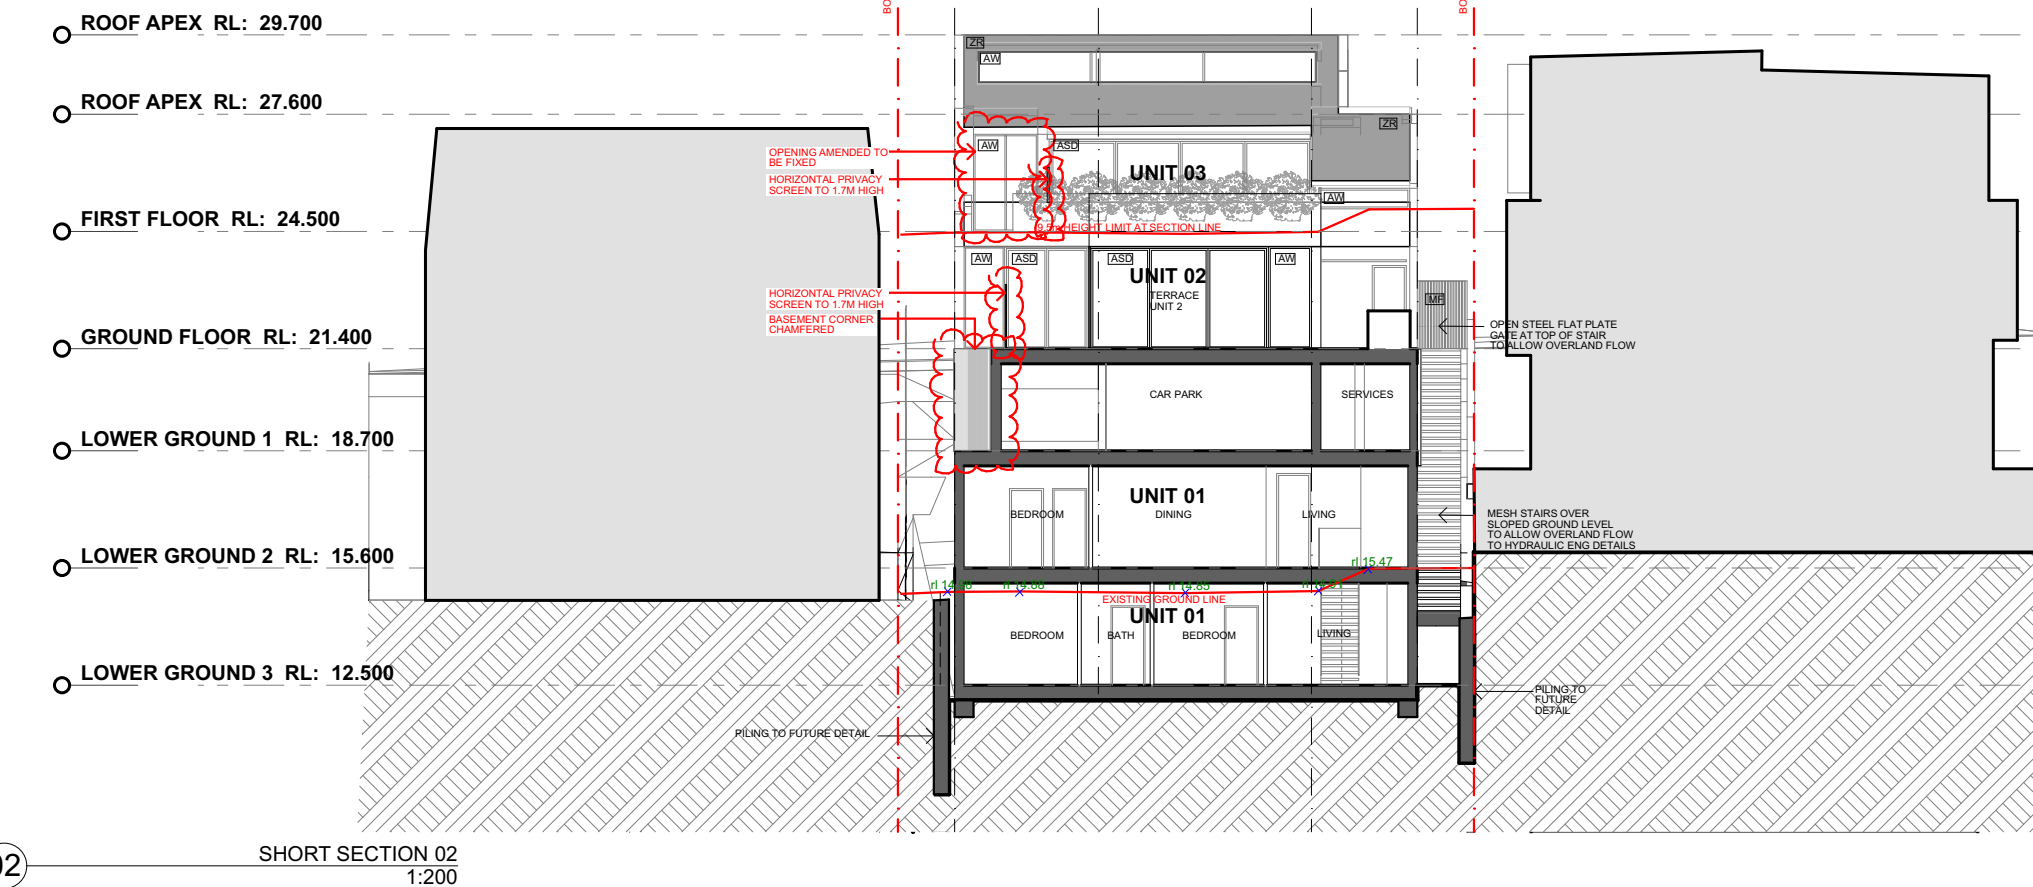 ROOF APEX RL: 29.700
ROOF APEX RL: 27.600
FIRST FLOOR RL: 24.500
GROUND FLOOR RL: 21.400
LOWER GROUND 1 RL: 18.700
LOWER GROUND 2 RL: 15.600
LOWER GROUND 3 RL: 12.500
BO
BO
ZR
AW
ZR
OPENING AMENDED TO
BE FIXED
HORIZONTAL PRIVACY
SCREEN TO 1.7M HIGH
AW
ASD
UNIT 03
AW
9.5m HEIGHT LIMIT AT SECTION LINE
AW
ASD
ASD
AW
UNIT 02
TERRACE
UNIT 2
HORIZONTAL PRIVACY
SCREEN TO 1.7M HIGH
BASEMENT CORNER
CHAMFERED
MF
OPEN STEEL FLAT PLATE
GATE AT TOP OF STAIR
TO ALLOW OVERLAND FLOW
CAR PARK
SERVICES
UNIT 01
BEDROOM
DINING
LIVING
MESH STAIRS OVER
SLOPED GROUND LEVEL
TO ALLOW OVERLAND FLOW
TO HYDRAULIC ENG DETAILS
rl 15.47
rl 14.85
EXISTING GROUND LINE
UNIT 01
BEDROOM
BATH
BEDROOM
LIVING
PILING TO
FUTURE
DETAIL
PILING TO FUTURE DETAIL
02
SHORT SECTION 02
1:200